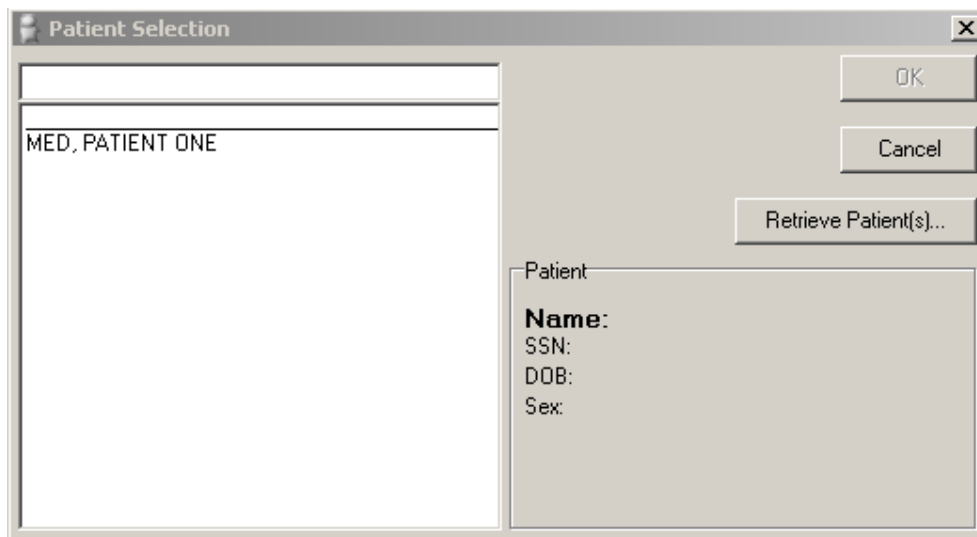 Patient Selection
OK
MED, PATIENT ONE
Cancel
Retrieve Patient(s)...
Patient
Name:
SSN:
DOB:
Sex: